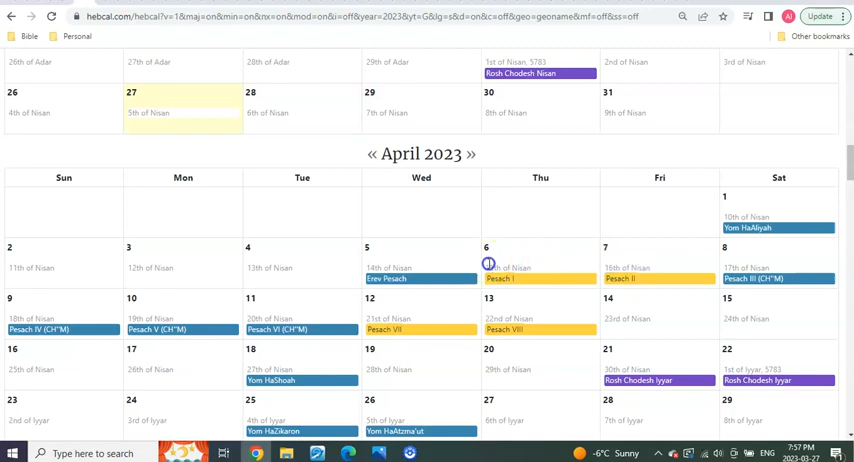 hebcal.com/hebcal?v=1&maj=on&min=on&nx=on&mod=on&i=off&year=2023&yt=G&lg=s&d=on&c=off&geo=geoname&mf=off&ss=off
AI
Update
Bible Personal Other bookmarks
26th of Adar 27th of Adar 28th of Adar 29th of Adar 1st of Nisan, 5783 2nd of Nisan 3rd of Nisan
Rosh Chodesh Nisan
26 27 28 29 30 31
4th of Nisan 5th of Nisan 6th of Nisan 7th of Nisan 8th of Nisan 9th of Nisan
« April 2023 »
Sun Mon Tue Wed Thu Fri Sat
1
10th of Nisan
Yom HaAliyah
2 3 4 5 6 7 8
11th of Nisan 12th of Nisan 13th of Nisan 14th of Nisan of Nisan 16th of Nisan 17th of Nisan
Erev Pesach Pesach I Pesach II Pesach III (CH"M)
9 10 11 12 13 14 15
18th of Nisan 19th of Nisan 20th of Nisan 21st of Nisan 22nd of Nisan 23rd of Nisan 24th of Nisan
Pesach IV (CH"M) Pesach V (CH"M) Pesach VI (CH"M) Pesach VII Pesach VIII
16 17 18 19 20 21 22
25th of Nisan 26th of Nisan 27th of Nisan 28th of Nisan 29th of Nisan 30th of Nisan 1st of Iyyar, 5783
Yom HaShoah Rosh Chodesh Iyyar Rosh Chodesh Iyyar
23 24 25 26 27 28 29
2nd of Iyyar 3rd of Iyyar 4th of Iyyar 5th of Iyyar 6th of Iyyar 7th of Iyyar 8th of Iyyar
Yom HaZikaron Yom HaAtzma'ut
Type here to search
-6°C Sunny
ENG
7:57 PM
2023-03-27